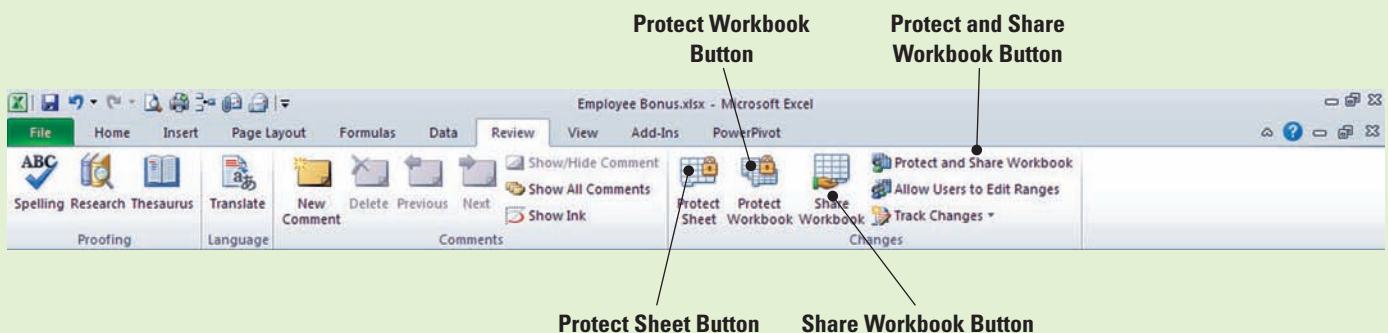 Protect Workbook
Button
Protect and Share
Workbook Button
Employee Bonus.xlsx - Microsoft Excel
File Home Insert Page Layout Formulas Data Review View Add-Ins PowerPivot
ABC
Spelling
Research
Thesaurus
Translate
New
Comment
Delete
Previous
Next
Show/Hide Comment
Show All Comments
Show Ink
Protect
Sheet
Protect
Workbook
Share
Workbook
Protect and Share Workbook
Allow Users to Edit Ranges
Track Changes
Proofing Language Comments Changes
Protect Sheet Button
Share Workbook Button